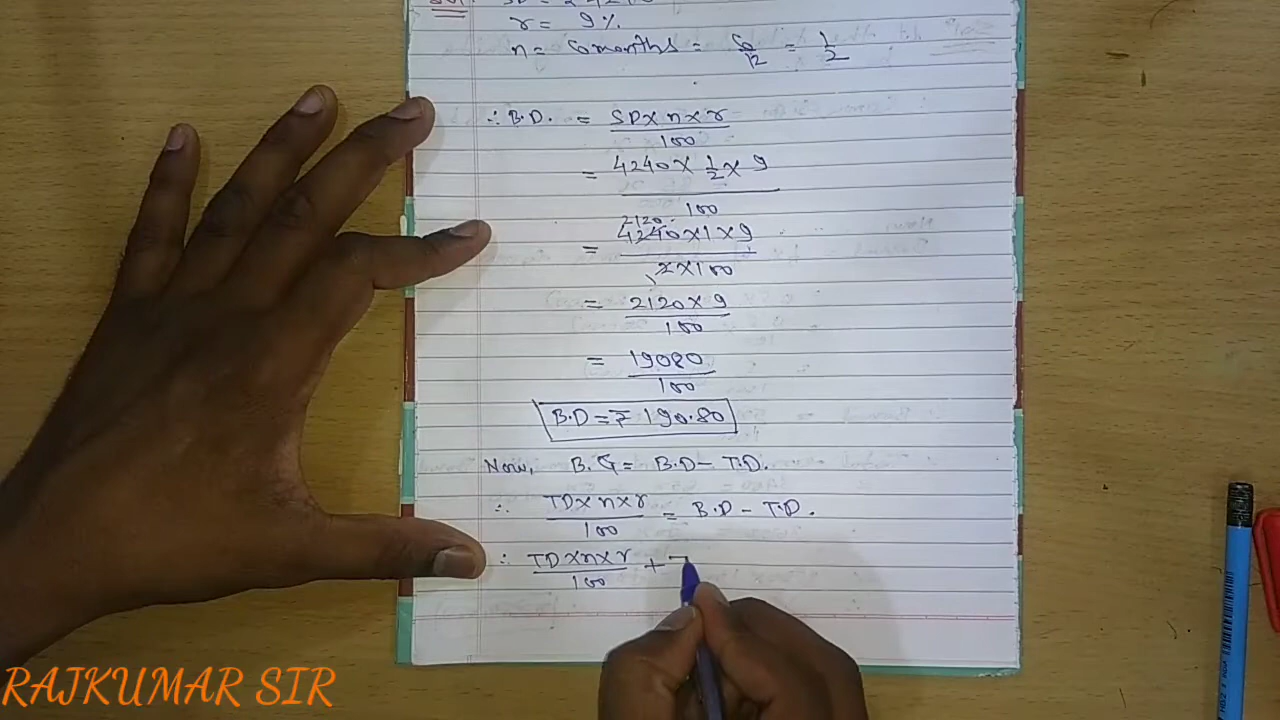 r = 9%
n = 6 months = 6/12 = 1/2
∴ B.D. = SD × n × r / 100
= 4240 × 1/2 × 9 / 100
2120
= 4240 × 1 × 9 / 2 × 100
= 2120 × 9 / 100
= 19080 / 100
B.D = ₹ 190.80
Now, B.G = B.D - T.D.
∴ TD × n × r / 100 = B.D - T.D.
∴ TD × n × r / 100 +
RAJKUMAR SIR